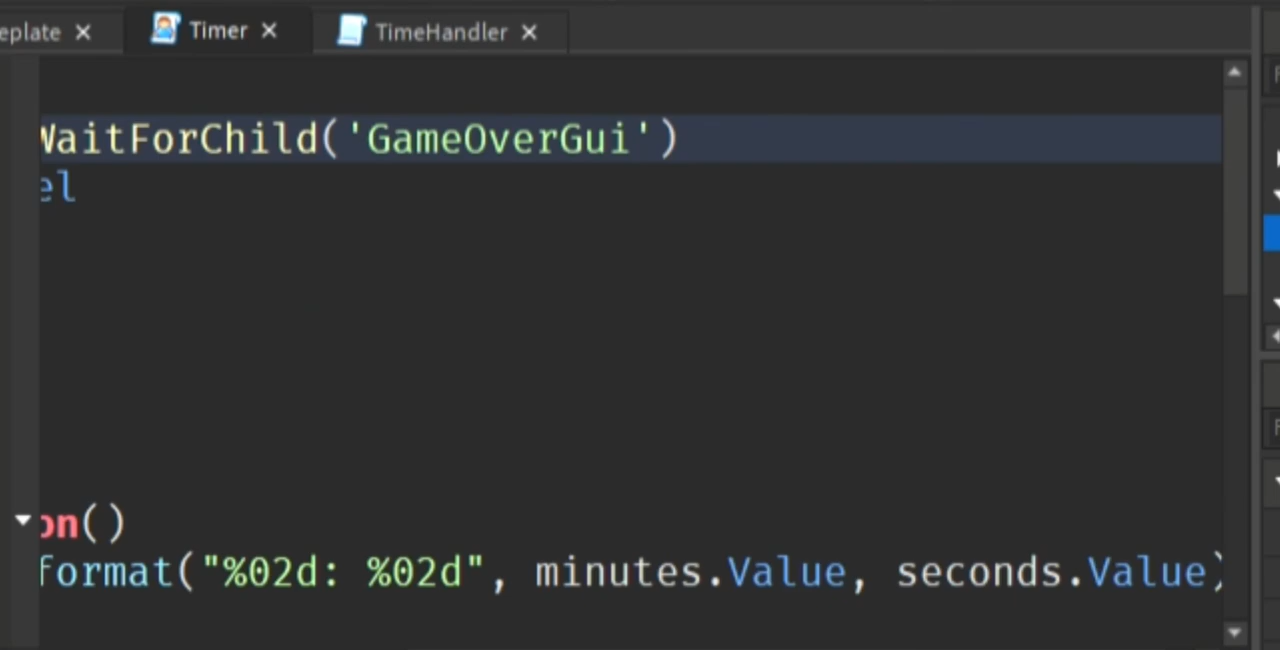 eplate Timer TimeHandler
WaitForChild('GameOverGui')
el
on()
format("%02d: %02d", minutes.Value, seconds.Value)